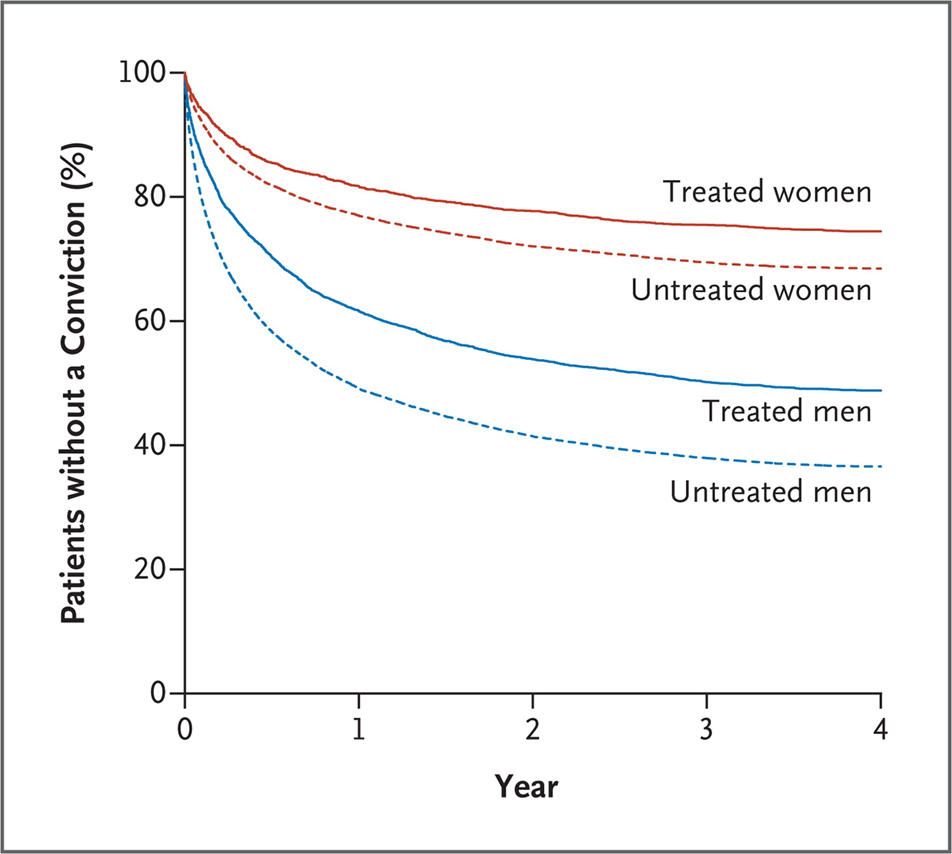 Patients without a Conviction (%)
100
80
60
40
20
0
Treated women
Untreated women
Treated men
Untreated men
0 1 2 3 4
Year